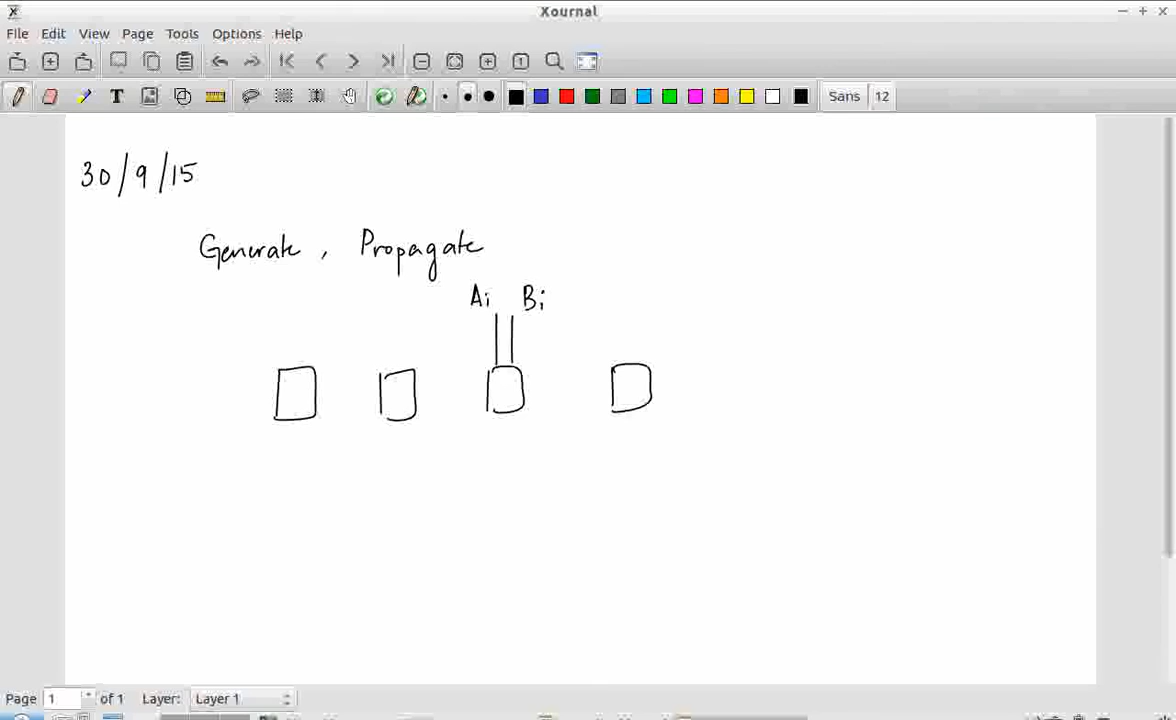 Xournal
File Edit View Page Tools Options Help
Sans 12
30/9/15
Generate, Propagate
Ai Bi
Page 1 of 1 Layer: Layer 1